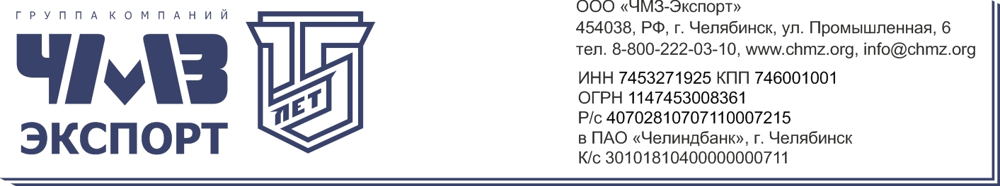 ГРУППА КОМПАНИЙ
ЧМЗ
ЭКСПОРТ
15
ЛЕТ
ООО «ЧМЗ-Экспорт»
454038, РФ, г. Челябинск, ул. Промышленная, 6
тел. 8-800-222-03-10, www.chmz.org, info@chmz.org
ИНН 7453271925 КПП 746001001
ОГРН 1147453008361
Р/с 40702810707110007215
в ПАО «Челиндбанк», г. Челябинск
К/с 30101810400000000711